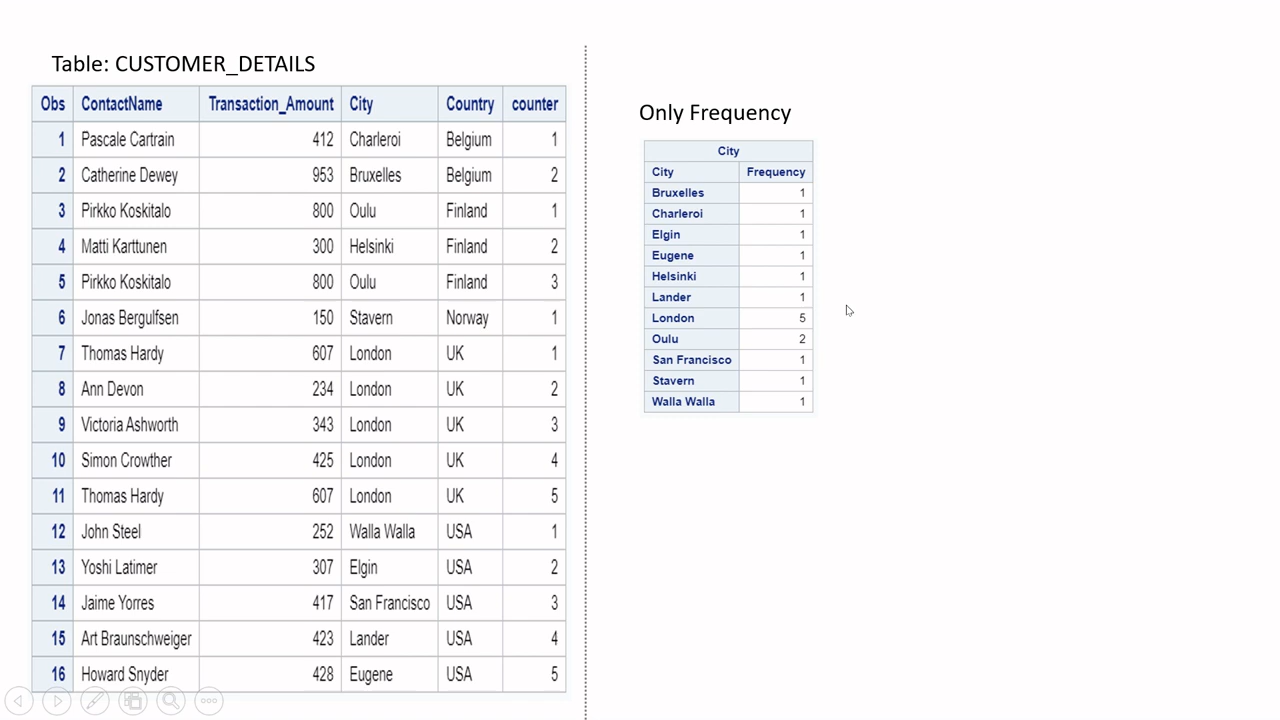 Table: CUSTOMER_DETAILS
Obs ContactName Transaction_Amount City Country counter
1 Pascale Cartrain 412 Charleroi Belgium 1
2 Catherine Dewey 953 Bruxelles Belgium 2
3 Pirkko Koskitalo 800 Oulu Finland 1
4 Matti Karttunen 300 Helsinki Finland 2
5 Pirkko Koskitalo 800 Oulu Finland 3
6 Jonas Bergulfsen 150 Stavern Norway 1
7 Thomas Hardy 607 London UK 1
8 Ann Devon 234 London UK 2
9 Victoria Ashworth 343 London UK 3
10 Simon Crowther 425 London UK 4
11 Thomas Hardy 607 London UK 5
12 John Steel 252 Walla Walla USA 1
13 Yoshi Latimer 307 Elgin USA 2
14 Jaime Yorres 417 San Francisco USA 3
15 Art Braunschweiger 423 Lander USA 4
16 Howard Snyder 428 Eugene USA 5
Only Frequency
City
City Frequency
Bruxelles 1
Charleroi 1
Elgin 1
Eugene 1
Helsinki 1
Lander 1
London 5
Oulu 2
San Francisco 1
Stavern 1
Walla Walla 1